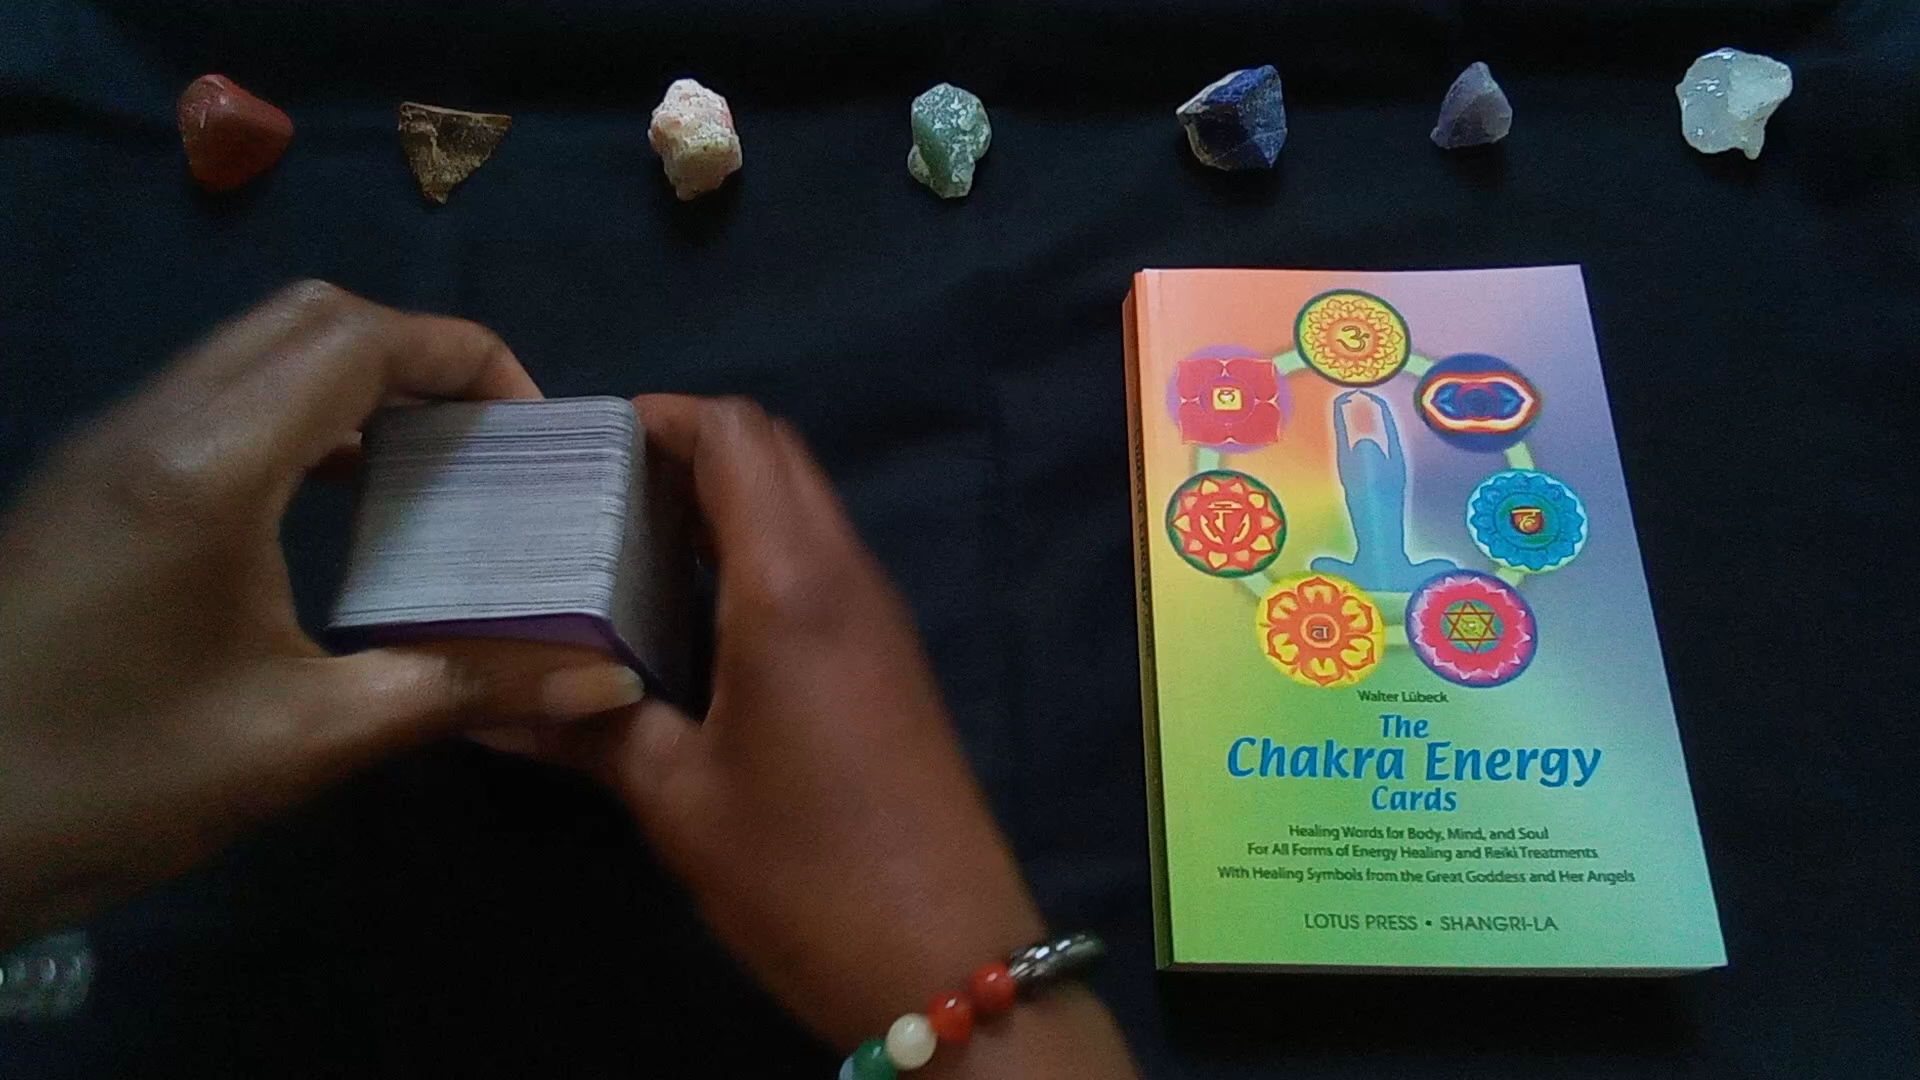 Walter Lübeck
The
Chakra Energy
Cards
Healing Words for Body, Mind, and Soul
For All Forms of Energy Healing and Reiki Treatments
With Healing Symbols from the Great Goddess and Her Angels
LOTUS PRESS • SHANGRI-LA